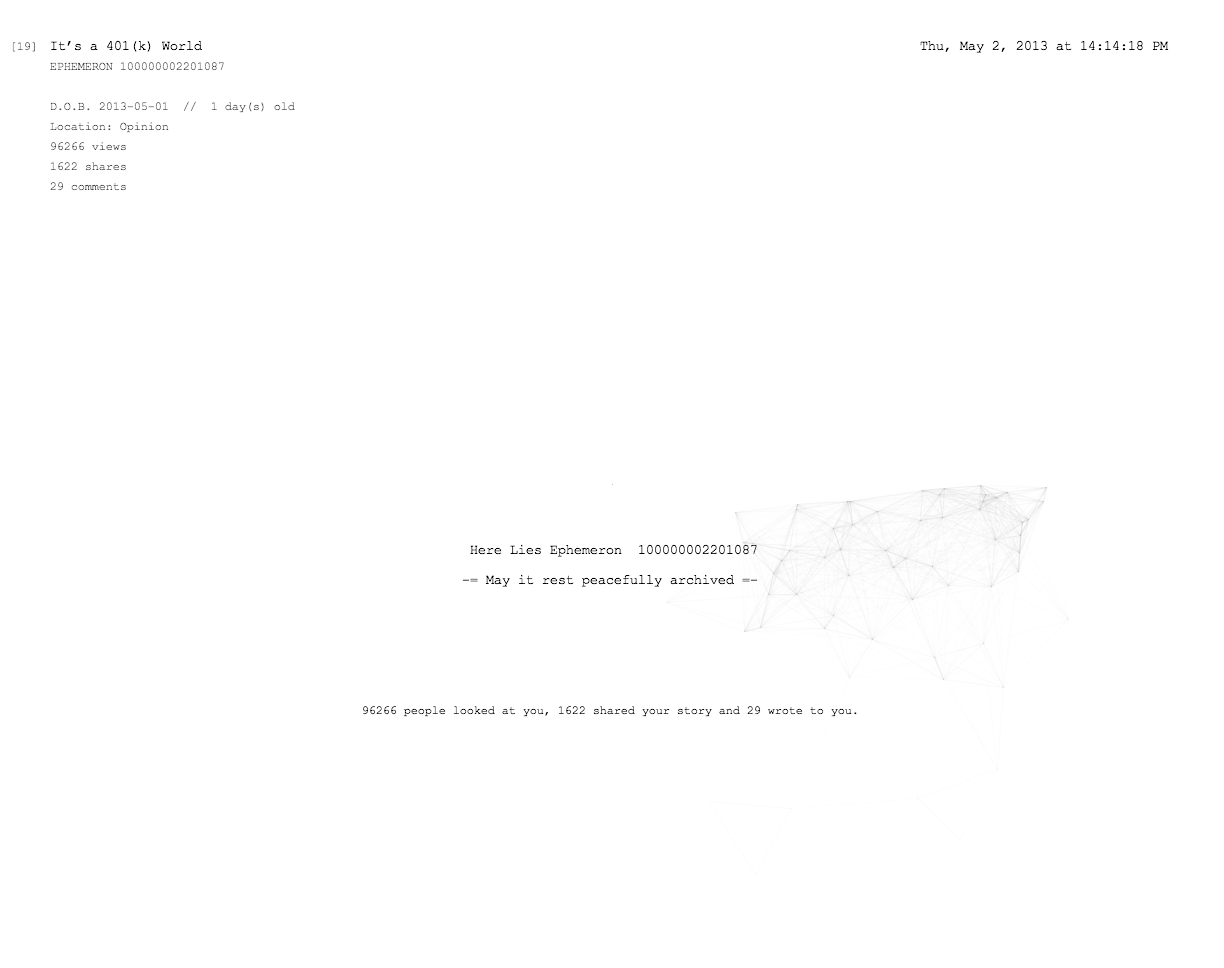 [19] It's a 401(k) World
Thu, May 2, 2013 at 14:14:18 PM
EPHEMERON 100000002201087
D.O.B. 2013-05-01 // 1 day(s) old
Location: Opinion
96266 views
1622 shares
29 comments
Here Lies Ephemeron 100000002201087
-= May it rest peacefully archived =-
96266 people looked at you, 1622 shared your story and 29 wrote to you.